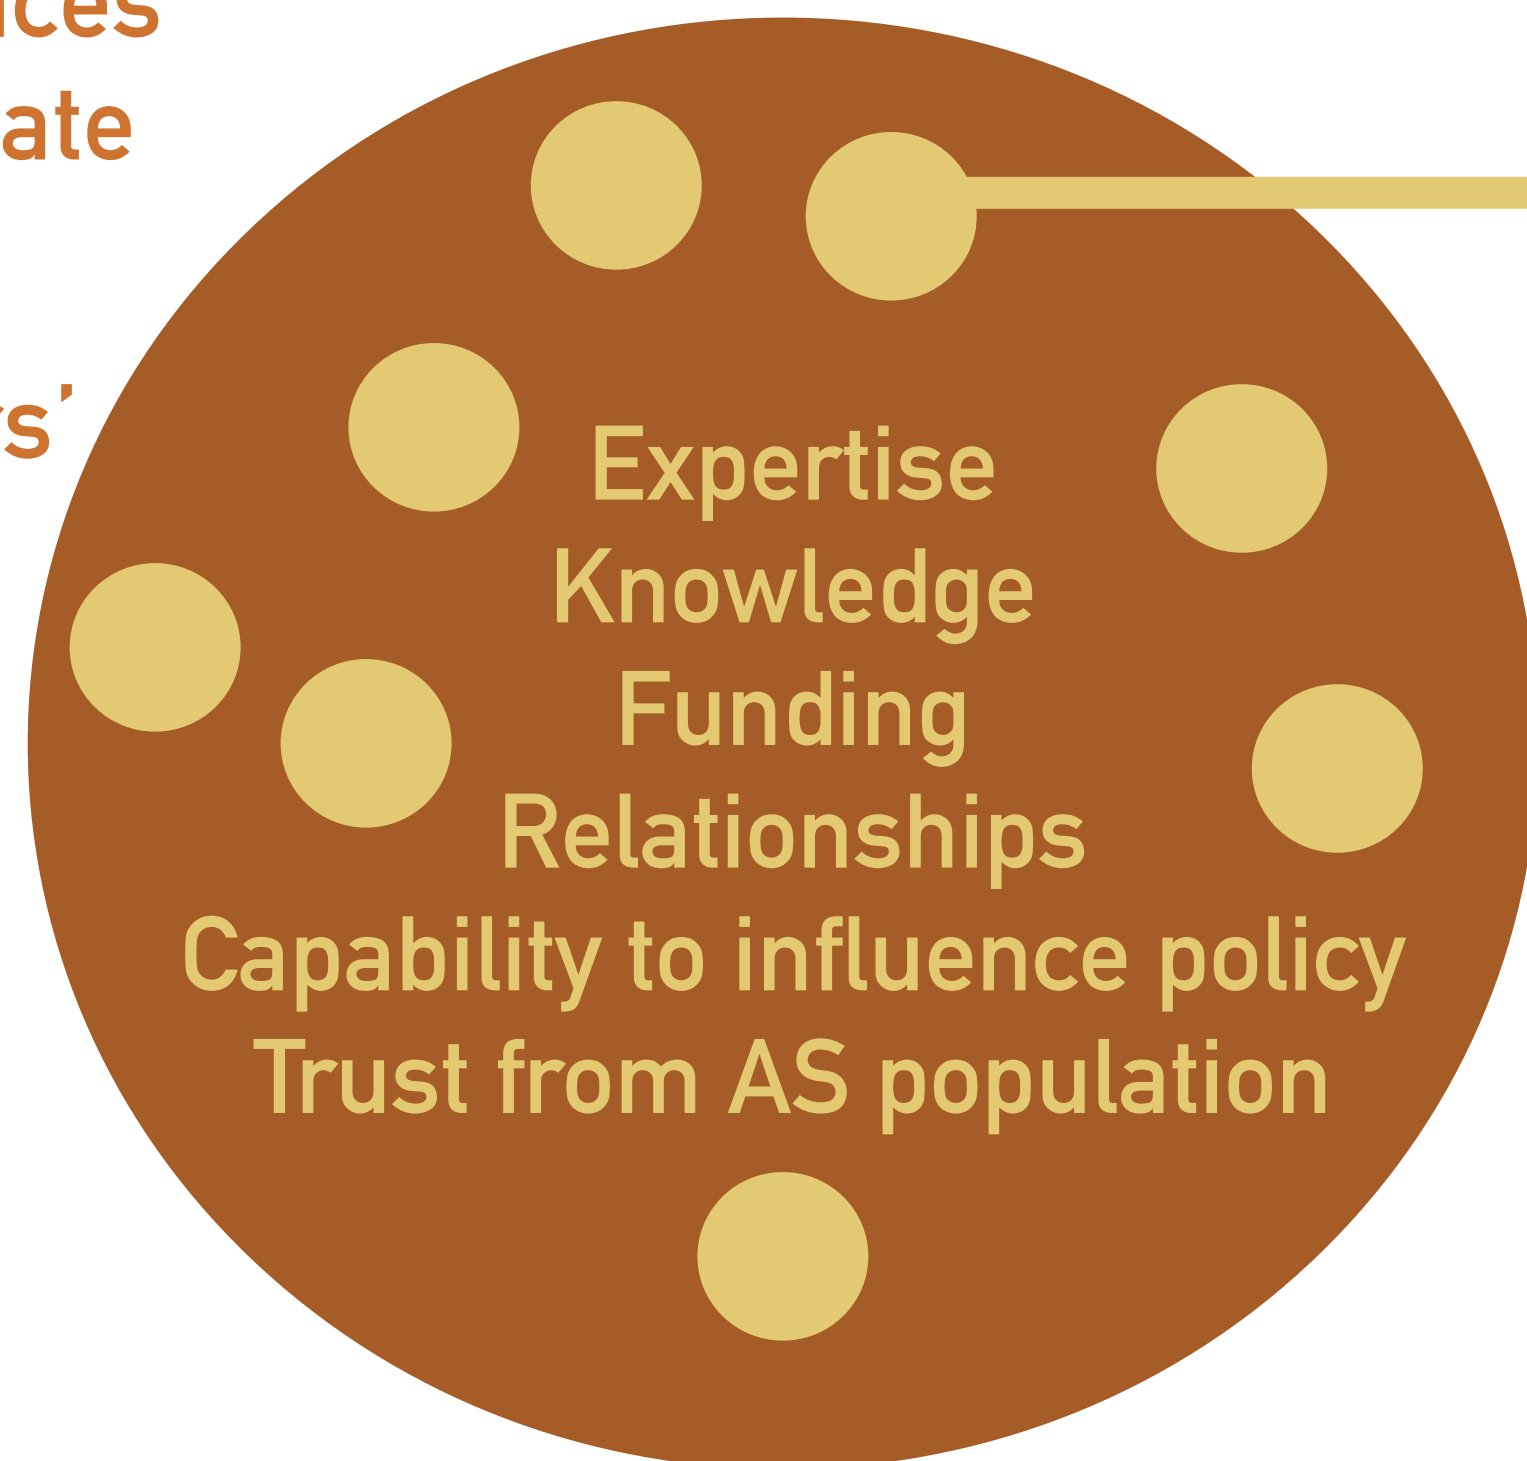 Expertise
Knowledge
Funding
Relationships
Capability to influence policy
Trust from AS population